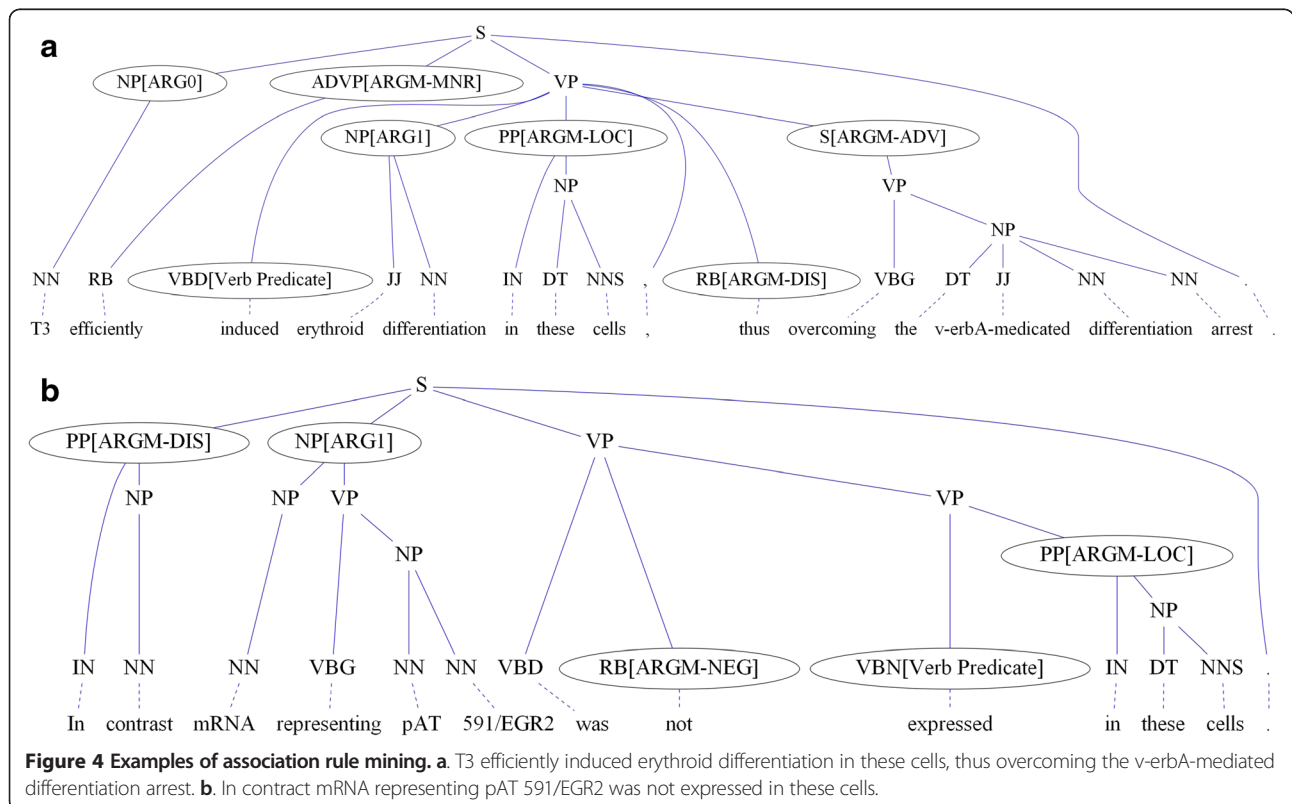 a
S
NP[ARG0] ADVP[ARGM-MNR] VP
NP[ARG1] PP[ARGM-LOC] S[ARGM-ADV]
NP VP
NP
NN RB VBD[Verb Predicate] JJ NN IN DT NNS , RB[ARGM-DIS] VBG DT JJ NN NN .
T3 efficiently induced erythroid differentiation in these cells , thus overcoming the v-erbA-medicated differentiation arrest .
b
S
PP[ARGM-DIS] NP[ARG1] VP
NP NP VP VP
NP PP[ARGM-LOC]
NP
IN NN NN VBG NN NN VBD RB[ARGM-NEG] VBN[Verb Predicate] IN DT NNS .
In contrast mRNA representing pAT 591/EGR2 was not expressed in these cells .
Figure 4 Examples of association rule mining. a. T3 efficiently induced erythroid differentiation in these cells, thus overcoming the v-erbA-mediated
differentiation arrest. b. In contract mRNA representing pAT 591/EGR2 was not expressed in these cells.